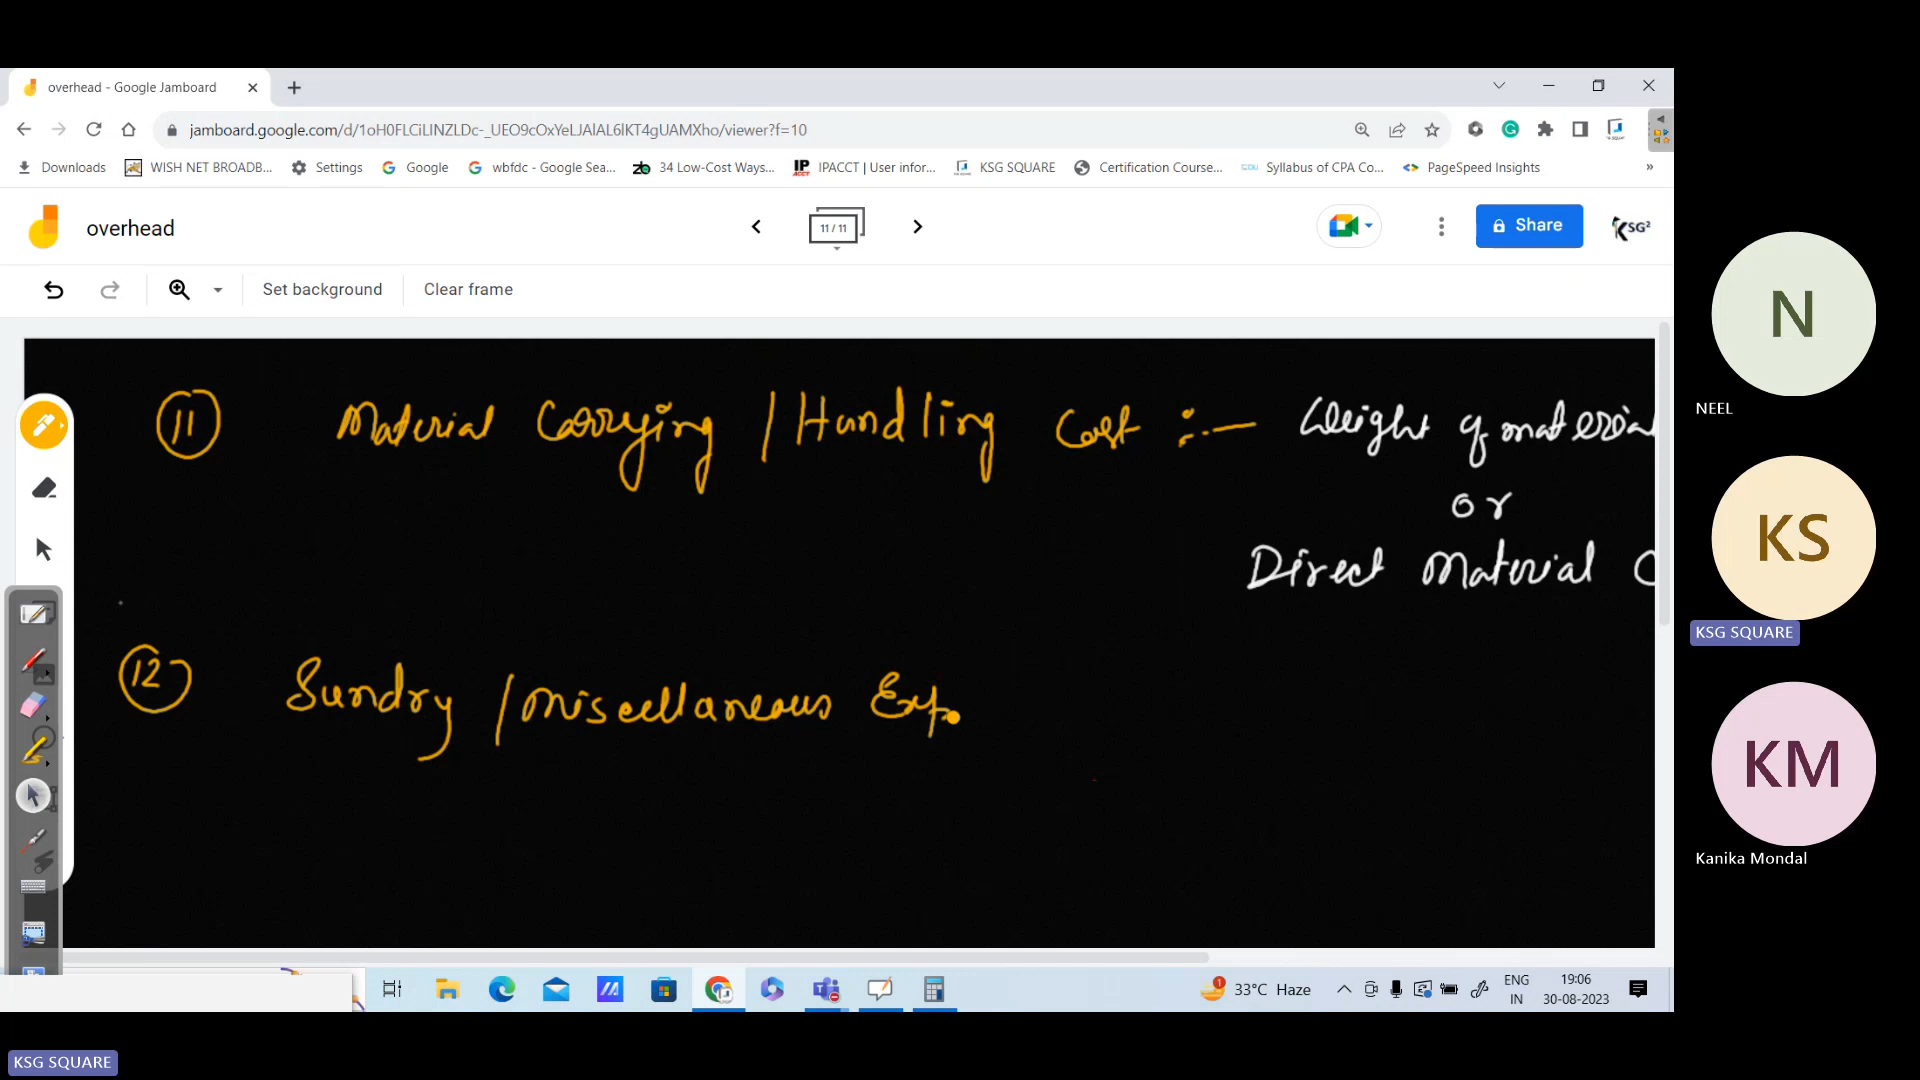 overhead - Google Jamboard
jamboard.google.com/d/1oH0FLCiLINZLDc-_UEO9cOxYeLJAlAL6lKT4gUAMXho/viewer?f=10
Downloads WISH NET BROADB... Settings Google wbfdc - Google Sea... 34 Low-Cost Ways... IPACCT | User infor... KSG SQUARE Certification Course... Syllabus of CPA Co... PageSpeed Insights »
overhead 11 / 11 Share KSG²
Set background Clear frame
11 Material Carrying / Handling Cost :- Weight of material
or
Direct Material C
12 Sundry / Miscellaneous Exp.
N
NEEL
KS
KSG SQUARE
KM
Kanika Mondal
33°C Haze ENG IN 19:06 30-08-2023
KSG SQUARE